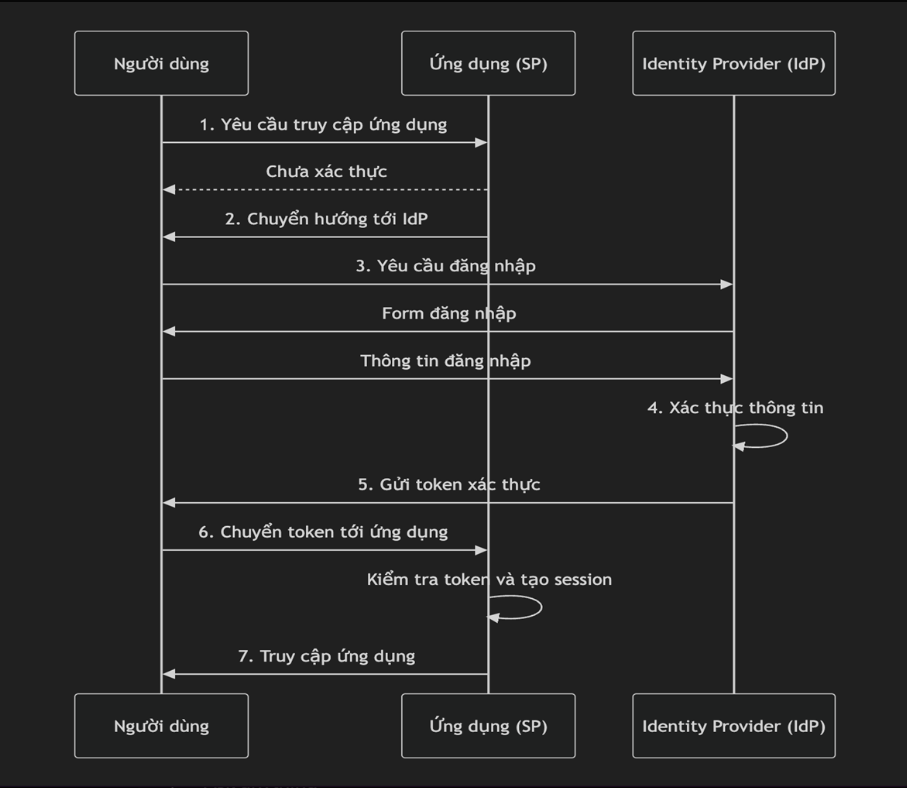 Người dùng
Ứng dụng (SP)
Identity Provider (IdP)
1. Yêu cầu truy cập ứng dụng
Chưa xác thực
2. Chuyển hướng tới IdP
3. Yêu cầu đăng nhập
Form đăng nhập
Thông tin đăng nhập
4. Xác thực thông tin
5. Gửi token xác thực
6. Chuyển token tới ứng dụng
Kiểm tra token và tạo session
7. Truy cập ứng dụng
Người dùng
Ứng dụng (SP)
Identity Provider (IdP)